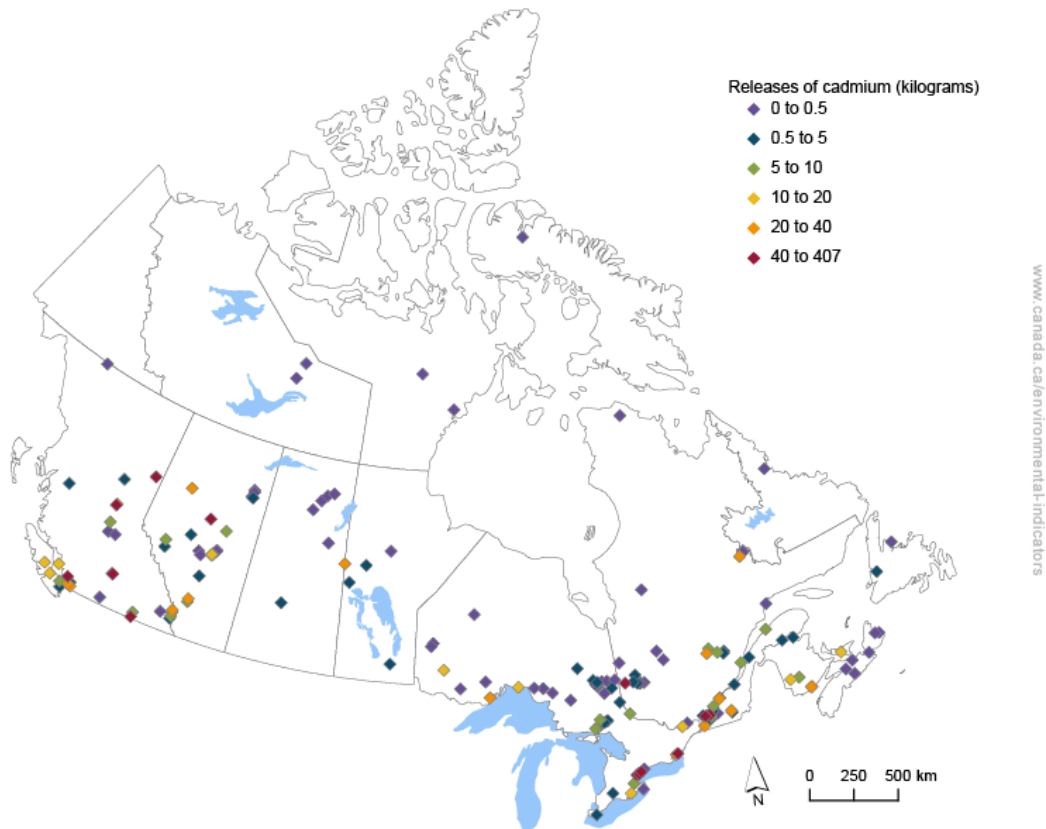 Releases of cadmium (kilograms)
0 to 0.5
0.5 to 5
5 to 10
10 to 20
20 to 40
40 to 407
www.canada.ca/environmental-indicators
N
0 250 500 km